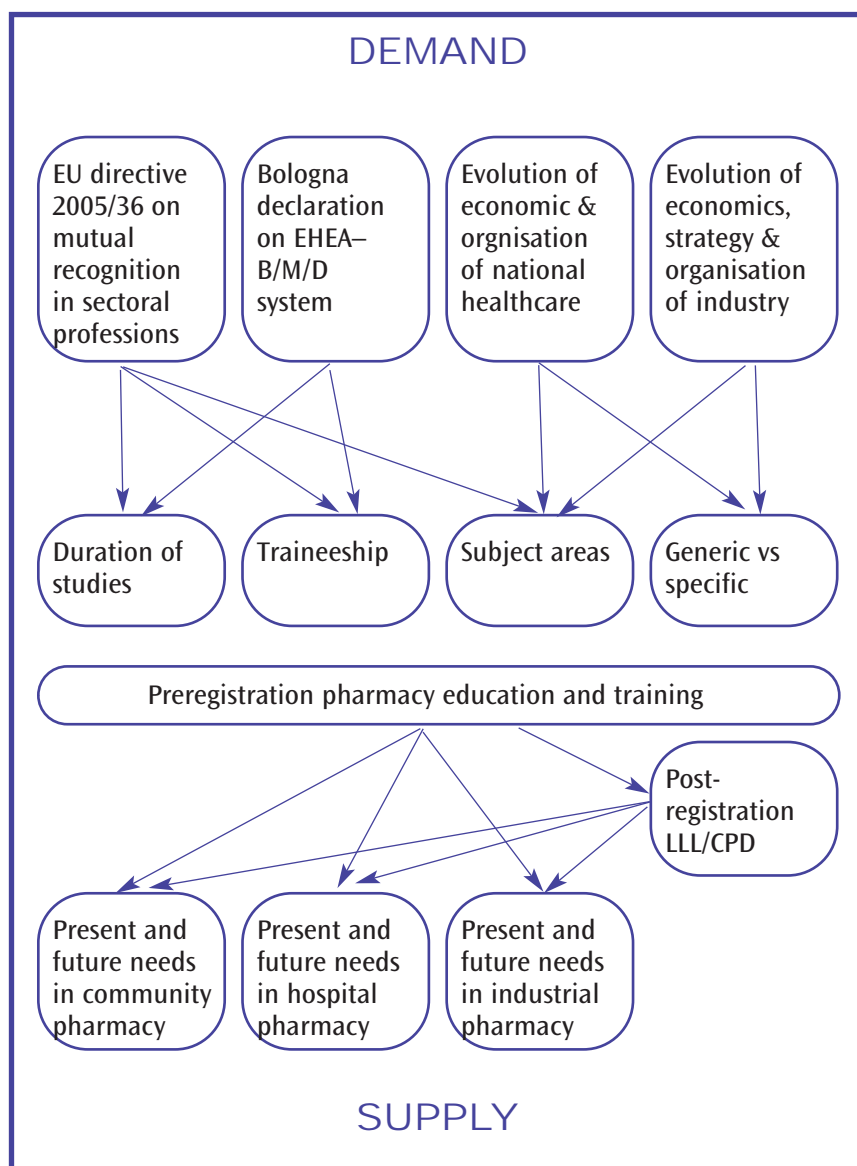 DEMAND
EU directive
2005/36 on
mutual
recognition
in sectoral
professions
Bologna
declaration
on EHEA–
B/M/D
system
Evolution of
economic &
orgnisation
of national
healthcare
Evolution of
economics,
strategy &
organisation
of industry
Duration of
studies
Traineeship
Subject areas
Generic vs
specific
Preregistration pharmacy education and training
Post-
registration
LLL/CPD
Present and
future needs
in community
pharmacy
Present and
future needs
in hospital
pharmacy
Present and
future needs
in industrial
pharmacy
SUPPLY